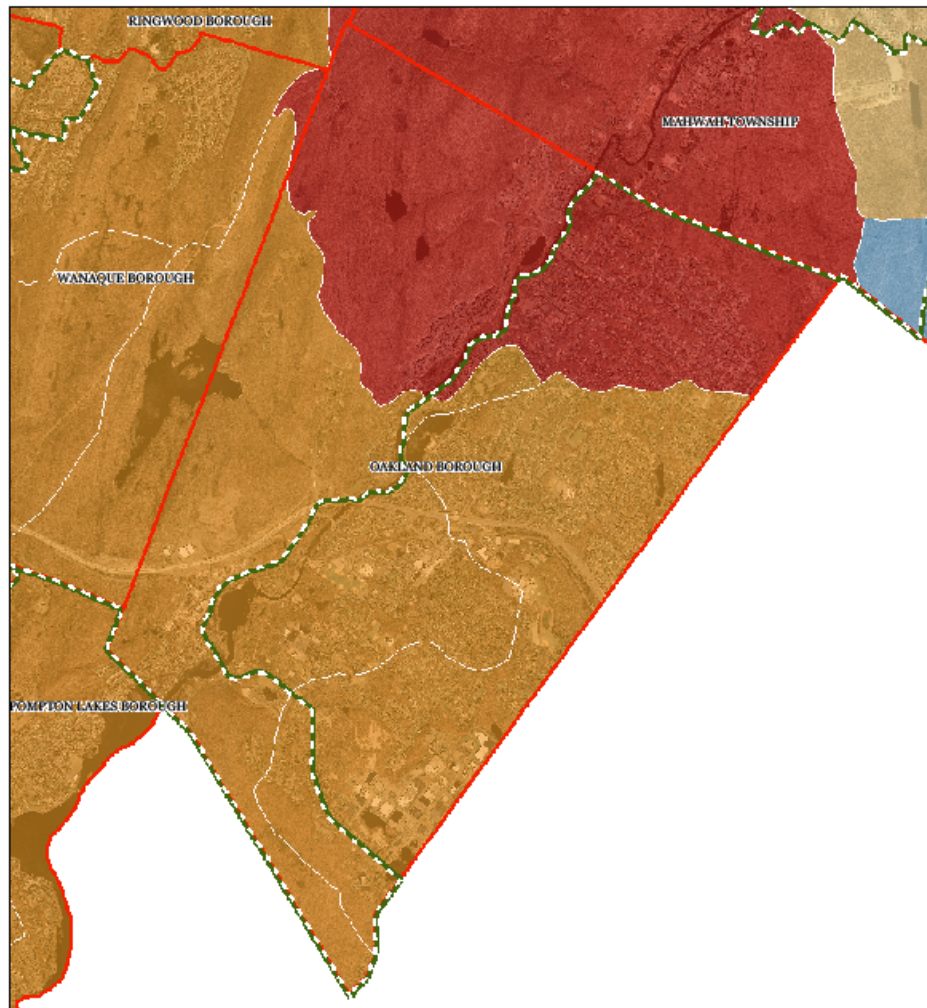 RINGWOOD BOROUGH
MAHWAH TOWNSHIP
WANAQUE BOROUGH
OAKLAND BOROUGH
POMPTON LAKES BOROUGH